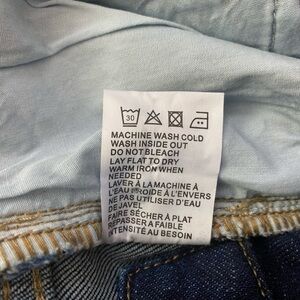 30
MACHINE WASH COLD
WASH INSIDE OUT
DO NOT BLEACH
LAY FLAT TO DRY
WARM IRON WHEN
NEEDED
LAVER À LA MACHINE À
L'EAU FROIDE À L'ENVERS
NE PAS UTILISER D'EAU
DE JAVEL
FAIRE SÉCHER À PLAT
REPASSER A FAIBLE
INTENSITÉ AU BESOIN